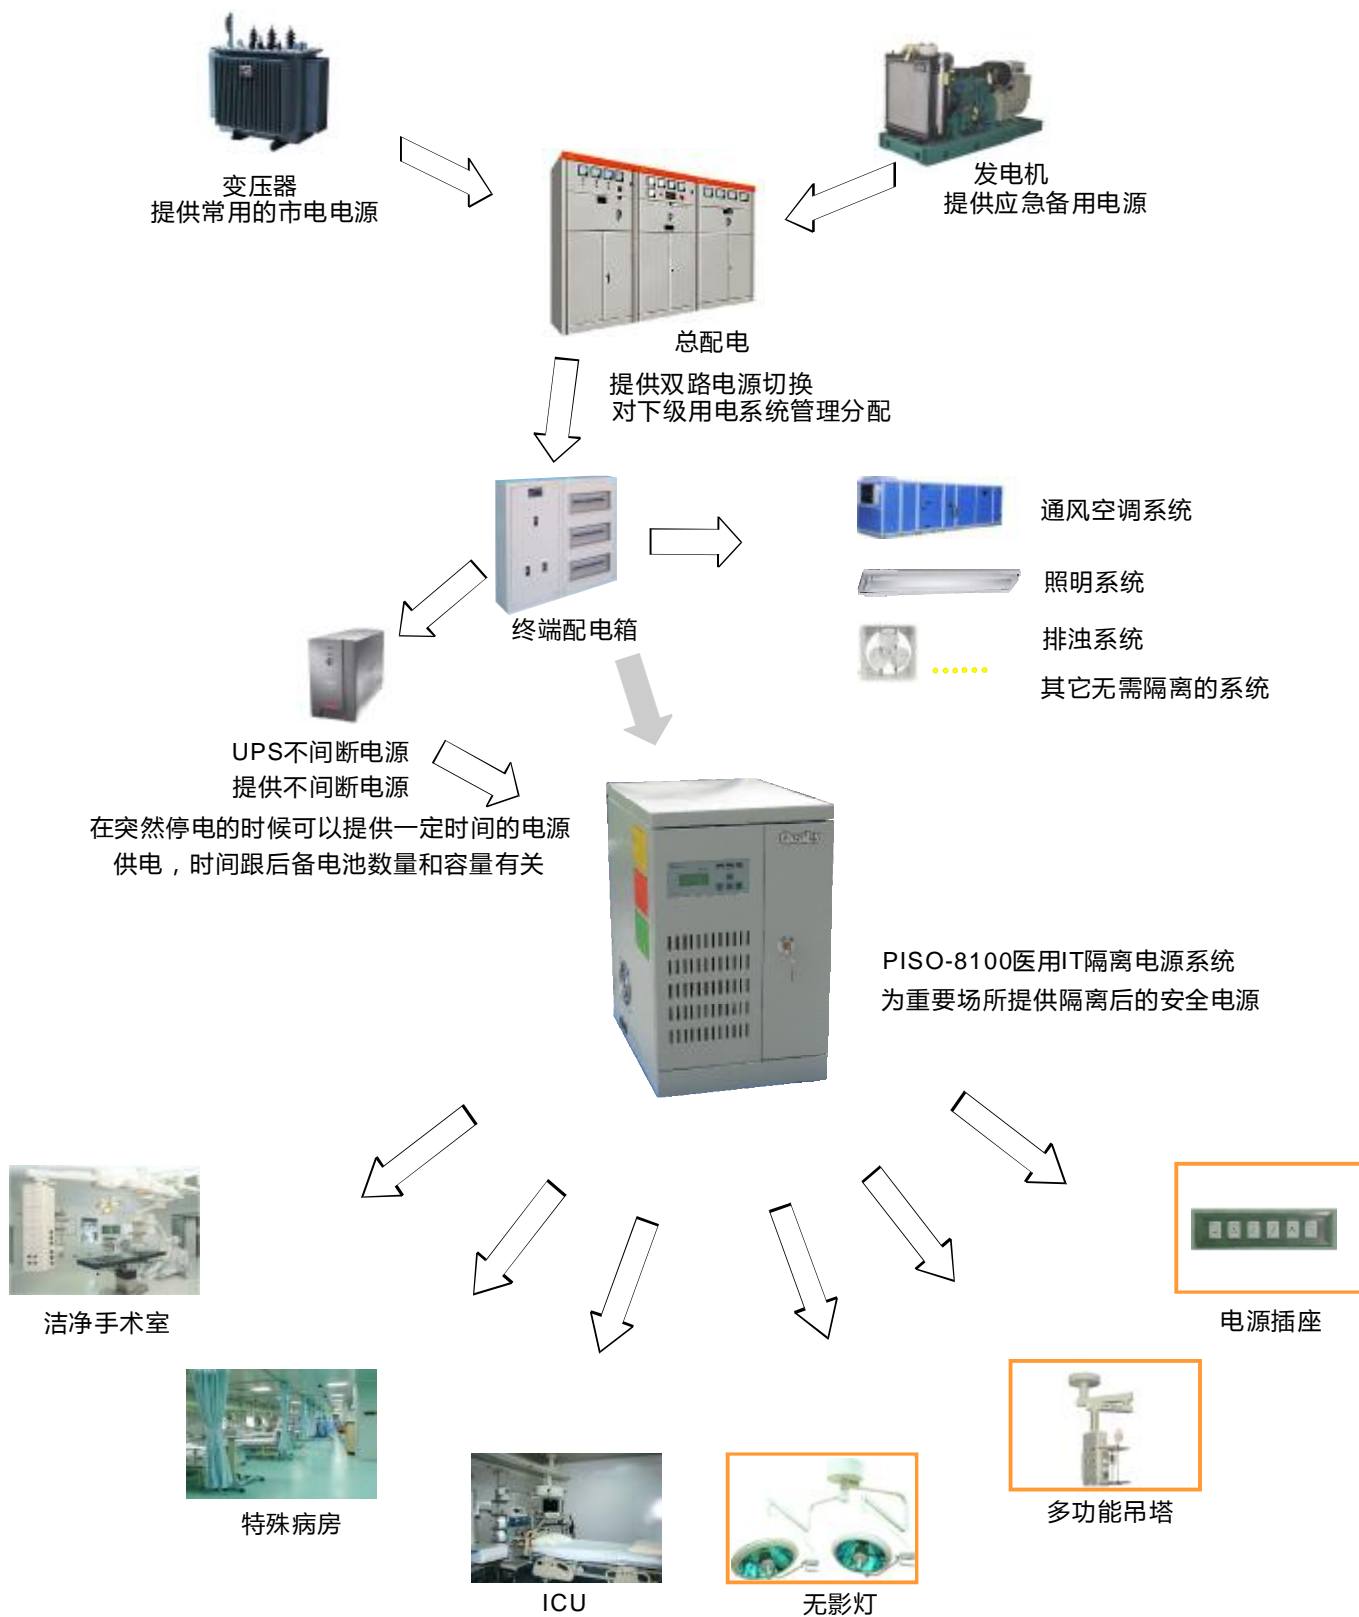 变压器
提供常用的市电电源
发电机
提供应急备用电源
总配电
提供双路电源切换
对下级用电系统管理分配
通风空调系统
照明系统
终端配电箱
排浊系统
其它无需隔离的系统
UPS不间断电源
提供不间断电源
在突然停电的时候可以提供一定时间的电源
供电，时间跟后备电池数量和容量有关
PISO-8100医用IT隔离电源系统
为重要场所提供隔离后的安全电源
洁净手术室
电源插座
特殊病房
多功能吊塔
ICU
无影灯